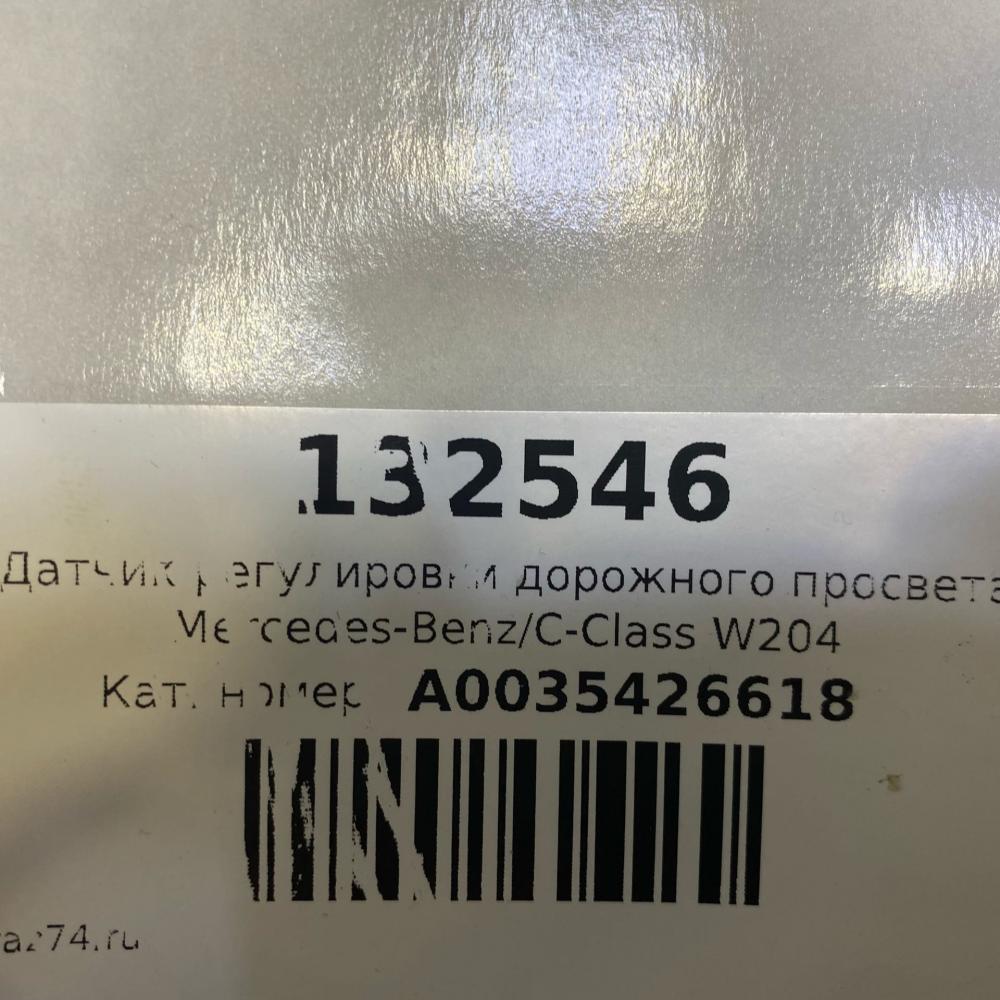 132546
Датчик регулировки дорожного просвета
Mercedes-Benz/C-Class W204
Кат. номер A0035426618